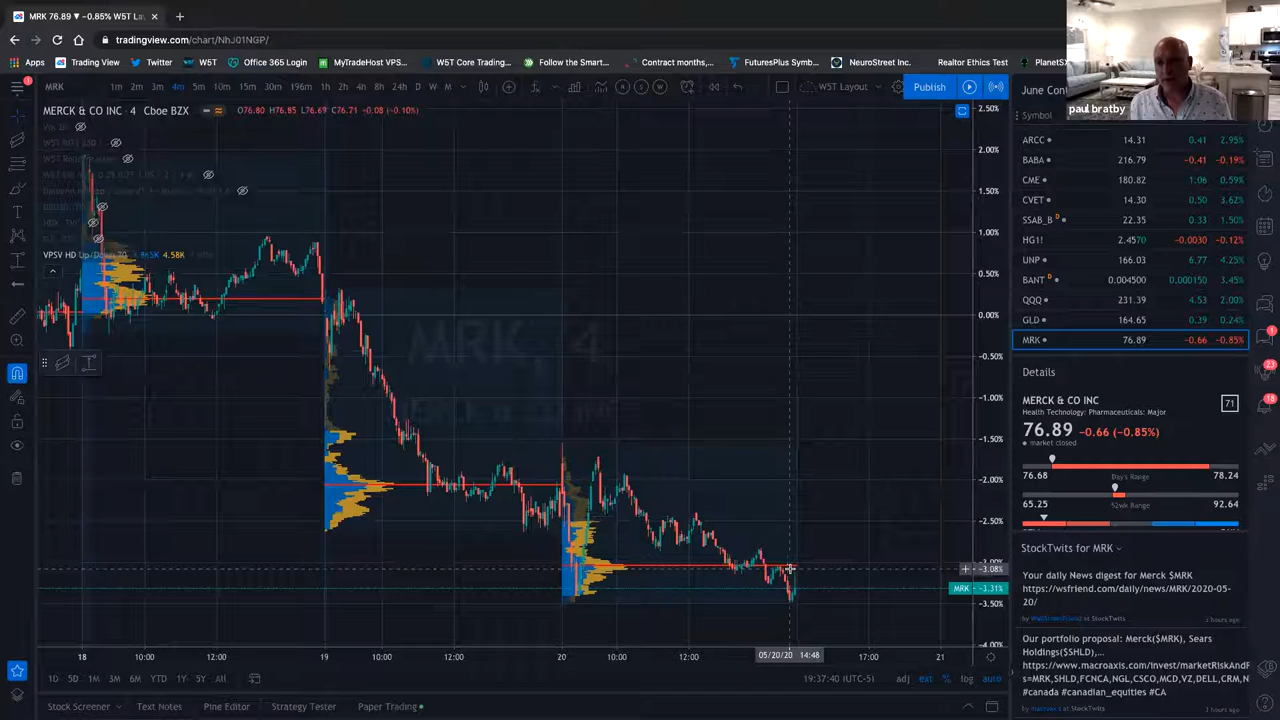 MRK 76.89 ▼ −0.85% W5T La
tradingview.com/chart/NhJ01NGP/
Apps
Trading View
Twitter
W5T
Office 365 Login
MyTradeHost VPS...
W5T Core Trading...
Follow the Smart...
Contract months,...
FuturesPlus Symbo...
NeuroStreet Inc.
Realtor Ethics Test
PlanetSX
MRK
1m 2m 3m 4m 5m 10m 15m 30m 196m 1h 4h 8h 24h D W M
W5T Layout
Publish
June Con
paul bratby
Symbol
MERCK & CO INC · 4 Cboe BZX
O76.80 H76.85 L76.69 C76.71 −0.08 (−0.10%)
VPSV HD Up/Down 70
4.58K
2.50%
2.00%
1.50%
1.00%
0.50%
0.00%
−0.50%
−1.00%
−1.50%
−2.00%
−2.50%
−3.08%
MRK −3.31%
−3.50%
−4.00%
18 10:00 12:00 19 10:00 12:00 20 10:00 12:00 05/20/20 14:48 17:00 21
5D 1M 3M 6M YTD 1Y 5Y All
19:37:40 (UTC-5) adj ext % log auto
Stock Screener Text Notes Pine Editor Strategy Tester Paper Trading
ARCC 14.31 0.41 2.95%
BABA 216.79 −0.41 −0.19%
CME 180.82 1.06 0.59%
CVET 14.30 0.50 3.62%
SSAB_B D 22.35 0.33 1.50%
HG1! 2.4570 −0.0030 −0.12%
UNP 166.03 6.77 4.25%
BANT D 0.004500 0.000150 3.45%
QQQ 231.39 4.53 2.00%
GLD 164.65 0.39 0.24%
MRK 76.89 −0.66 −0.85%
Details
MERCK & CO INC
Health Technology: Pharmaceuticals: Major
76.89 −0.66 (−0.85%)
market closed
76.68 Day's Range 78.24
65.25 52wk Range 92.64
StockTwits for MRK
Your daily News digest for Merck $MRK
https://wsfriend.com/daily/news/MRK/2020-05-
20/
at StockTwits
Our portfolio proposal: Merck($MRK), Sears
Holdings($SHLD),...
https://www.macroaxis.com/invest/marketRiskAndR
s=MRK,SHLD,FCNCA,NGL,CSCO,MCD,VZ,DELL,CRM,N
#canada #canadian_equities #CA
at StockTwits